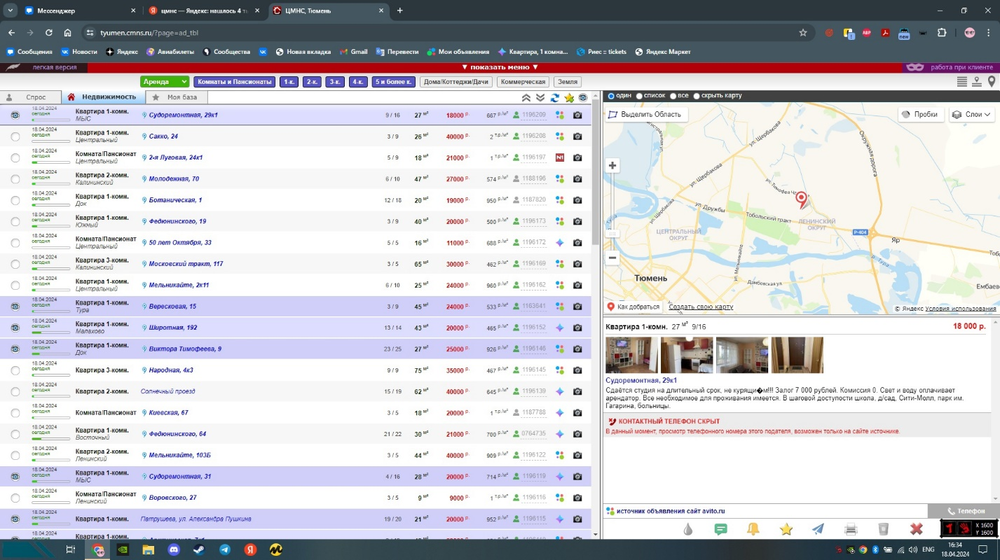 Мессенджер
цмнс — Яндекс: нашлось 4 т
ЦМНС, Тюмень
tyumen.cmns.ru/?page=ad_tbl
Сообщения Новости Яндекс Авиабилеты Сообщества Новая вкладка Gmail Перевести Мои объявления Квартира, 1 комна... Риес :: tickets Яндекс Маркет
легкая версия ▼ показать меню ▼ работа при клиенте
Аренда Комнаты и Пансионаты 1-к. 2-к. 3-к. 4-к. 5 и более к. Дома/Коттеджи/Дачи Коммерческая Земля
Спрос Недвижимость Моя база
18.04.2024 сегодня Квартира 1-комн. МЫС Судоремонтная, 29к1 9 / 16 27 м² 18000 р. 667 р./м² 1196209
18.04.2024 сегодня Квартира 1-комн. Центральный Сакко, 24 3 / 9 26 м² 40000 р. 2 т.р./м² 1196208
18.04.2024 сегодня Комната/Пансионат Центральный 2-я Луговая, 24к1 5 / 9 18 м² 21000 р. 1 т.р./м² 1196197 N1
18.04.2024 сегодня Квартира 2-комн. Калининский Молодежная, 70 6 / 10 47 м² 27000 р. 574 р./м² 1188196
18.04.2024 сегодня Квартира 1-комн. Док Ботаническая, 1 12 / 18 20 м² 19000 р. 950 р./м² 1187820
18.04.2024 сегодня Квартира 1-комн. Южный Федюнинского, 19 3 / 9 40 м² 20000 р. 500 р./м² 1196173
18.04.2024 сегодня Комната/Пансионат Центральный 50 лет Октября, 33 5 / 5 16 м² 11000 р. 688 р./м² 1196172
18.04.2024 сегодня Квартира 3-комн. Калининский Московский тракт, 117 3 / 5 65 м² 30000 р. 462 р./м² 1196169
18.04.2024 сегодня Квартира 1-комн. Центральный Мельникайте, 2к11 6 / 10 25 м² 24000 р. 960 р./м² 1196162
18.04.2024 сегодня Квартира 1-комн. Тура Вересковая, 15 3 / 9 45 м² 24000 р. 533 р./м² 1163641
18.04.2024 сегодня Квартира 1-комн. Малахово Широтная, 192 13 / 14 43 м² 20000 р. 465 р./м² 1196152
18.04.2024 сегодня Квартира 1-комн. Док Виктора Тимофеева, 9 23 / 25 27 м² 25000 р. 926 р./м² 1196146
18.04.2024 сегодня Квартира 3-комн. Народная, 4к3 9 / 9 75 м² 35000 р. 467 р./м² 1196145
18.04.2024 сегодня Квартира 2-комн. Солнечный проезд 15 / 19 62 м² 40000 р. 645 р./м² 1196139
18.04.2024 сегодня Комната/Пансионат Киевская, 67 3 / 5 18 м² 20000 р. 1 т.р./м² 1187788
18.04.2024 сегодня Квартира 1-комн. Восточный Федюнинского, 64 21 / 22 30 м² 21000 р. 700 р./м² 0764735
18.04.2024 сегодня Квартира 2-комн. Ленинский Мельникайте, 103Б 3 / 5 44 м² 40000 р. 909 р./м² 1196122
18.04.2024 сегодня Квартира 1-комн. МЫС Судоремонтная, 31 4 / 16 28 м² 20000 р. 714 р./м² 1196119
18.04.2024 сегодня Комната/Пансионат Ленинский Воровского, 27 3 / 5 9 м² 9000 р. 1 т.р./м² 1196116
18.04.2024 сегодня Квартира 1-комн. Патрушева, ул. Александра Пушкина 19 / 20 21 м² 20000 р. 952 р./м² 1196115
18.04.2024 Квартира 1-комн.
один список все скрыть карту
Выделить Область Пробки Слои
ул. Щербакова
Окружная дорога
ул. Щербакова
ул. Тимофея Ча
ул. Дружбы
ул. Щербакова
Тобольский тракт
ЛЕНИНСКИЙ ОКРУГ
ЦЕНТРАЛЬНЫЙ ОКРУГ
Р-404
Яр
Тобо
р. Тура
Тура
ул. Мельникайте
Тюмень
Дамбовская ул.
Ембаев
Как добраться Создать свою карту © Яндекс Условия использования
Квартира 1-комн. 27 м² 9/16 18 000 р.
Судоремонтная, 29к1
Сдаётся студия на длительный срок, не курящи�м!!! Залог 7 000 рублей. Комиссия 0. Свет и воду оплачивает
арендатор. Все необходимое для проживания имеется. В шаговой доступости школа, д/сад, Сити-Молл, парк им.
Гагарина, больницы.
КОНТАКТНЫЙ ТЕЛЕФОН СКРЫТ
В данный момент, просмотр телефонного номера этого подателя, возможен только на сайте источнике.
источник объявления сайт avito.ru Телефон
X 1600
Y 1600
ENG 16:34
18.04.2024